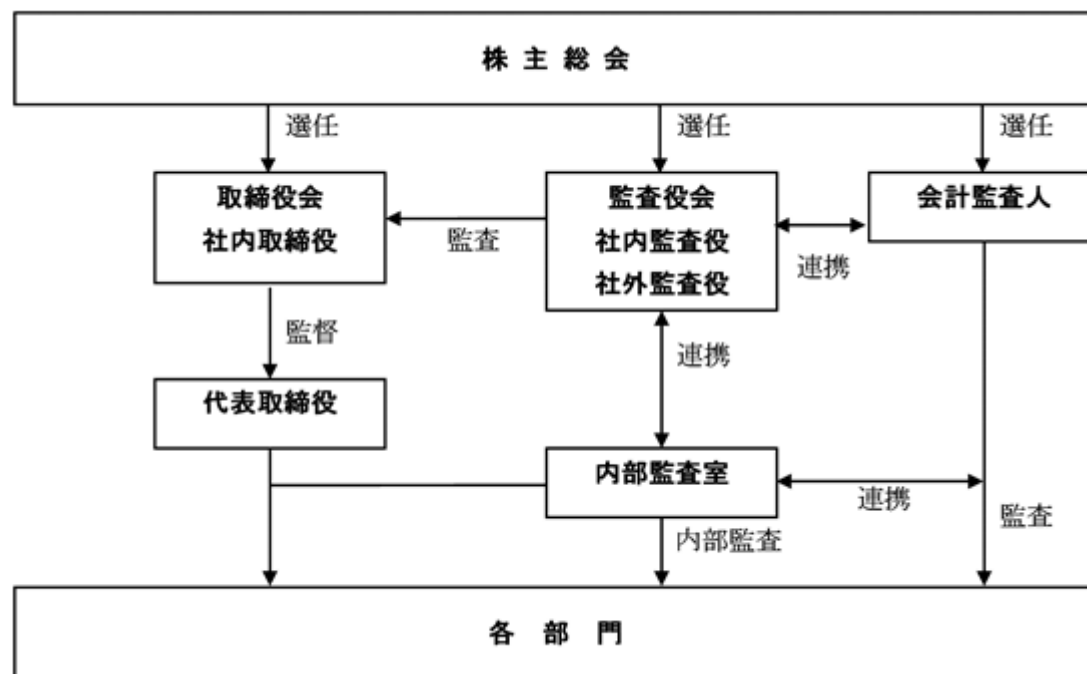 株 主 総 会
選任
選任
選任
取締役会
社内取締役
監査
監査役会
社内監査役
社外監査役
連携
会計監査人
監督
連携
代表取締役
内部監査室
連携
監査
内部監査
各 部 門